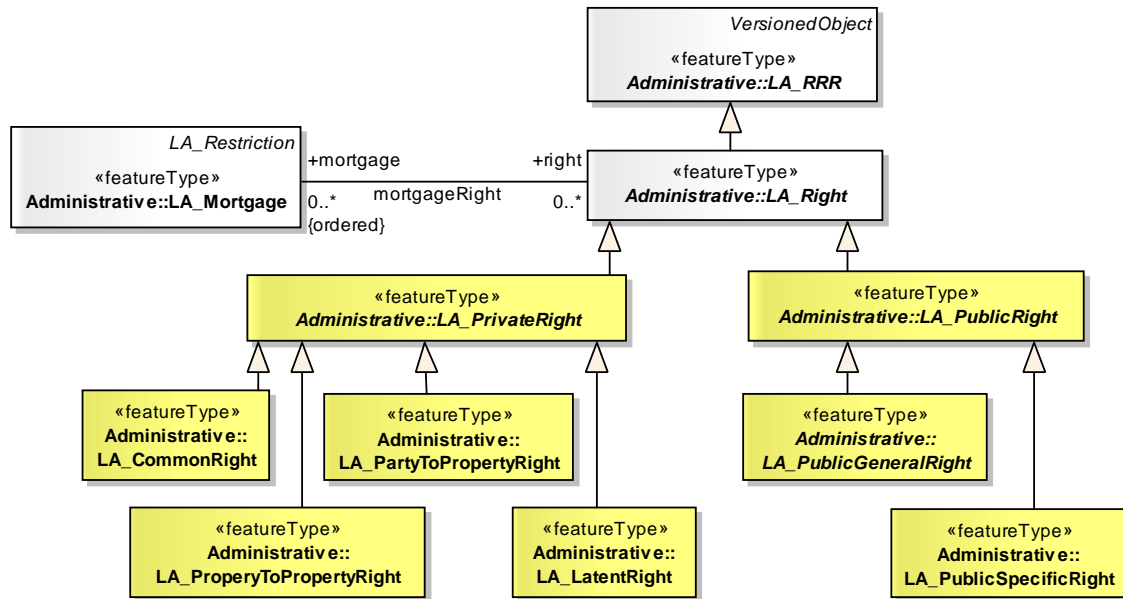 VersionedObject
«featureType»
Administrative::LA_RRR
LA_Restriction
«featureType»
Administrative::LA_Mortgage
+mortgage
0..*
{ordered}
mortgageRight
+right
0..*
«featureType»
Administrative::LA_Right
«featureType»
Administrative::LA_PrivateRight
«featureType»
Administrative::LA_PublicRight
«featureType»
Administrative::
LA_CommonRight
«featureType»
Administrative::
LA_PartyToPropertyRight
«featureType»
Administrative::
LA_PublicGeneralRight
«featureType»
Administrative::
LA_ProperyToPropertyRight
«featureType»
Administrative::
LA_LatentRight
«featureType»
Administrative::
LA_PublicSpecificRight